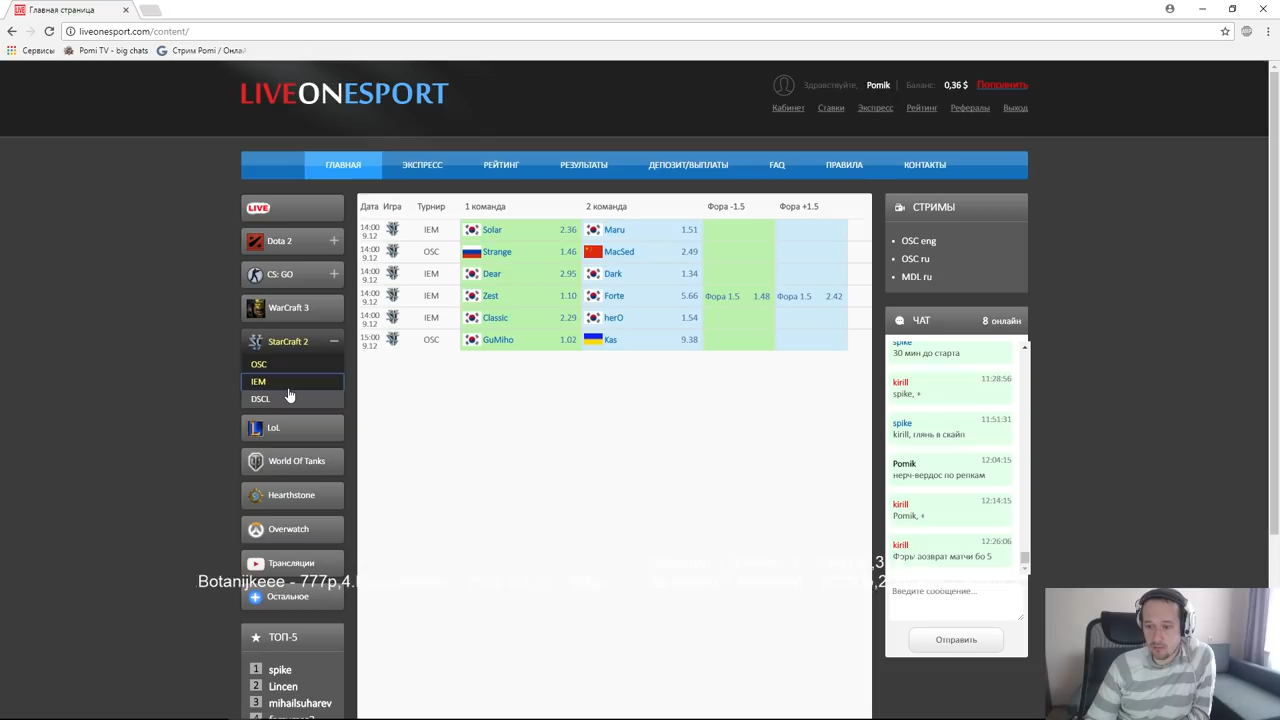 Главная страница
liveonesport.com/content/
Сервисы
Pomi TV - big chats
Стрим Pomi / Онла
LIVEONESPORT
Здравствуйте, Pomik
Баланс: 0,36 $ Пополнить
Кабинет
Ставки
Экспресс
Рейтинг
Рефералы
Выход
ГЛАВНАЯ
ЭКСПРЕСС
РЕЙТИНГ
РЕЗУЛЬТАТЫ
ДЕПОЗИТ/ВЫПЛАТЫ
FAQ
ПРАВИЛА
КОНТАКТЫ
LIVE
Dota 2
CS: GO
WarCraft 3
StarCraft 2
OSC
IEM
DSCL
LoL
World Of Tanks
Hearthstone
Overwatch
Трансляции
Остальное
ТОП-5
1 spike
2 Lincen
3 mihailsuharev
Дата Игра Турнир 1 команда 2 команда Фора -1.5 Фора +1.5
14:00 9.12 IEM Solar 2.36 Maru 1.51
14:00 9.12 OSC Strange 1.46 MacSed 2.49
14:00 9.12 IEM Dear 2.95 Dark 1.34
14:00 9.12 IEM Zest 1.10 Forte 5.66 Фора 1.5 1.48 Фора 1.5 2.42
14:00 9.12 IEM Classic 2.29 herO 1.54
15:00 9.12 OSC GuMiho 1.02 Kas 9.38
СТРИМЫ
OSC eng
OSC ru
MDL ru
ЧАТ 8 онлайн
spike
30 мин до старта
kirill 11:28:56
spike, +
spike 11:51:31
kirill, глянь в скайп
Pomik 12:04:15
нерч-вердос по репкам
kirill 12:14:15
Pomik, +
kirill 12:26:06
матчи бо 5
Введите сообщение...
Отправить
Botanijkeee - 777р,4.